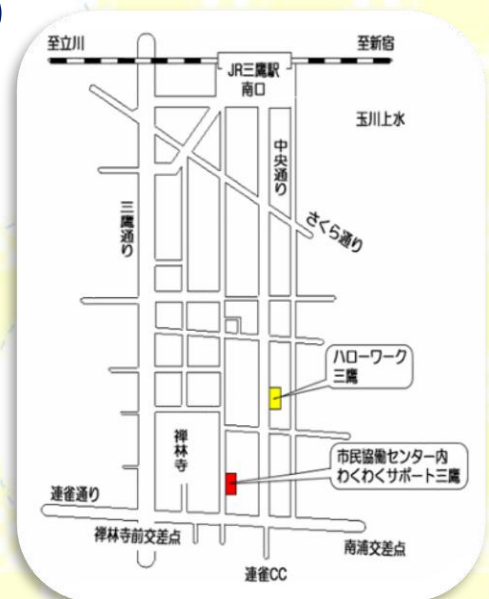 至立川
至新宿
JR三鷹駅
南口
玉川上水
中央通り
三鷹通り
さくら通り
ハローワーク
三鷹
禅林寺
市民協働センター内
わくわくサポート三鷹
連雀通り
禅林寺前交差点
南浦交差点
連雀CC